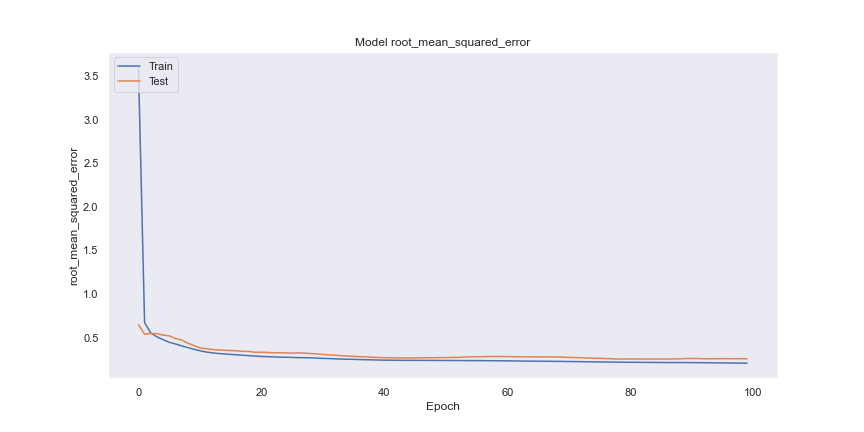 Model root_mean_squared_error
Train
Test
root_mean_squared_error
3.5
3.0
2.5
2.0
1.5
1.0
0.5
0 20 40 60 80 100
Epoch